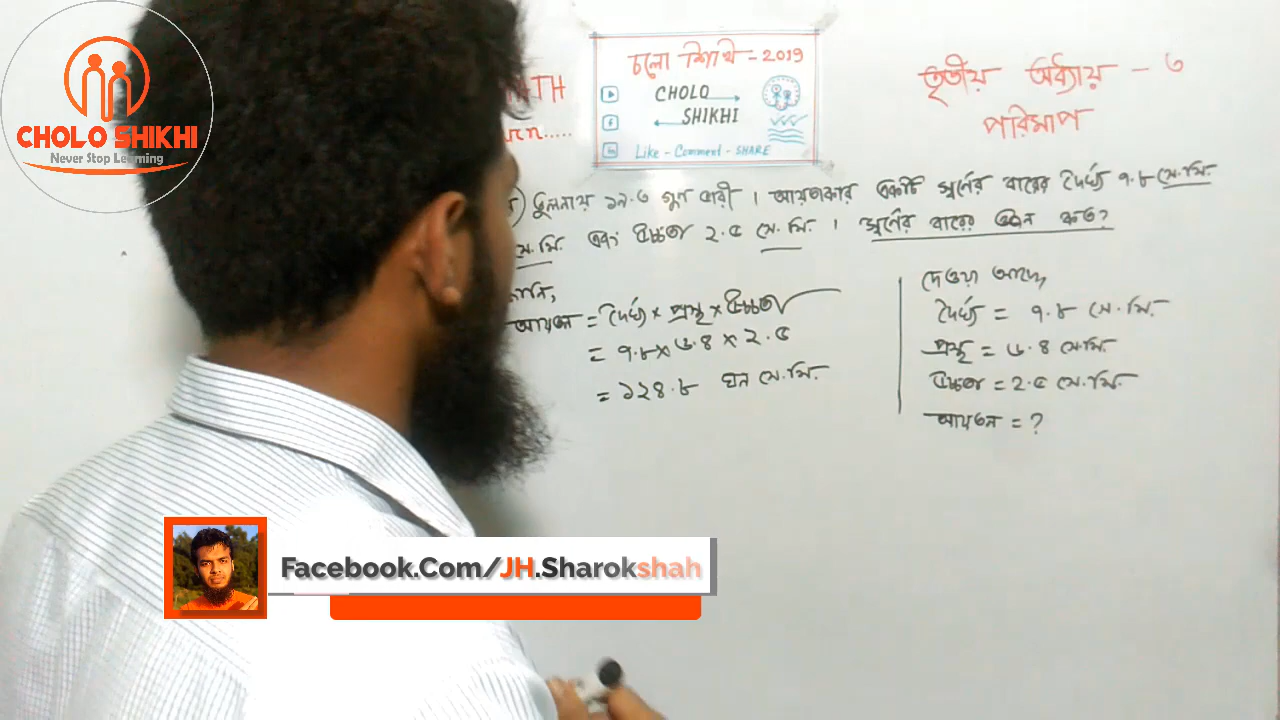 CHOLO SHIKHI
Never Stop Learning
চলো শিখি - 2019
CHOLO
SHIKHI
Like - Comment - SHARE
তৃতীয় অধ্যায় - ৩
পরিমাপ
তুলনায় ১৯.৩ গুণ ভারী । আয়তাকার একটি স্বর্নের বারের দৈর্ঘ্য ৭.৮ সে.মি.
সে.মি. এবং উচ্চতা ২.৫ সে.মি. । স্বর্নের বারের ওজন কত?
আয়তন = দৈর্ঘ্য × প্রস্থ × উচ্চতা
= ৭.৮ × ৬.৪ × ২.৫
= ১২৪.৮ ঘন সে.মি.
দেওয়া আছে,
দৈর্ঘ্য = ৭.৮ সে.মি.
প্রস্থ = ৬.৪ সে.মি.
উচ্চতা = ২.৫ সে.মি.
আয়তন = ?
Facebook.Com/JH.Sharokshah